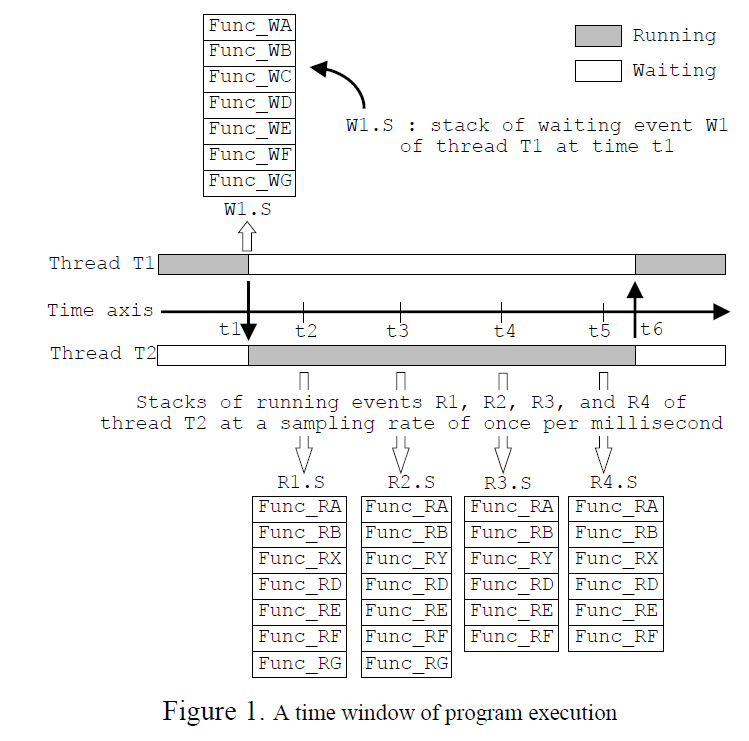 Func_WA
Func_WB
Func_WC
Func_WD
Func_WE
Func_WF
Func_WG
W1.S
Running
Waiting
W1.S : stack of waiting event W1
of thread T1 at time t1
Thread T1
Time axis
t1 t2 t3 t4 t5 t6
Thread T2
Stacks of running events R1, R2, R3, and R4 of
thread T2 at a sampling rate of once per millisecond
R1.S R2.S R3.S R4.S
Func_RA Func_RA Func_RA Func_RA
Func_RB Func_RB Func_RB Func_RB
Func_RX Func_RY Func_RY Func_RX
Func_RD Func_RD Func_RD Func_RD
Func_RE Func_RE Func_RE Func_RE
Func_RF Func_RF Func_RF Func_RF
Func_RG Func_RG
Figure 1. A time window of program execution